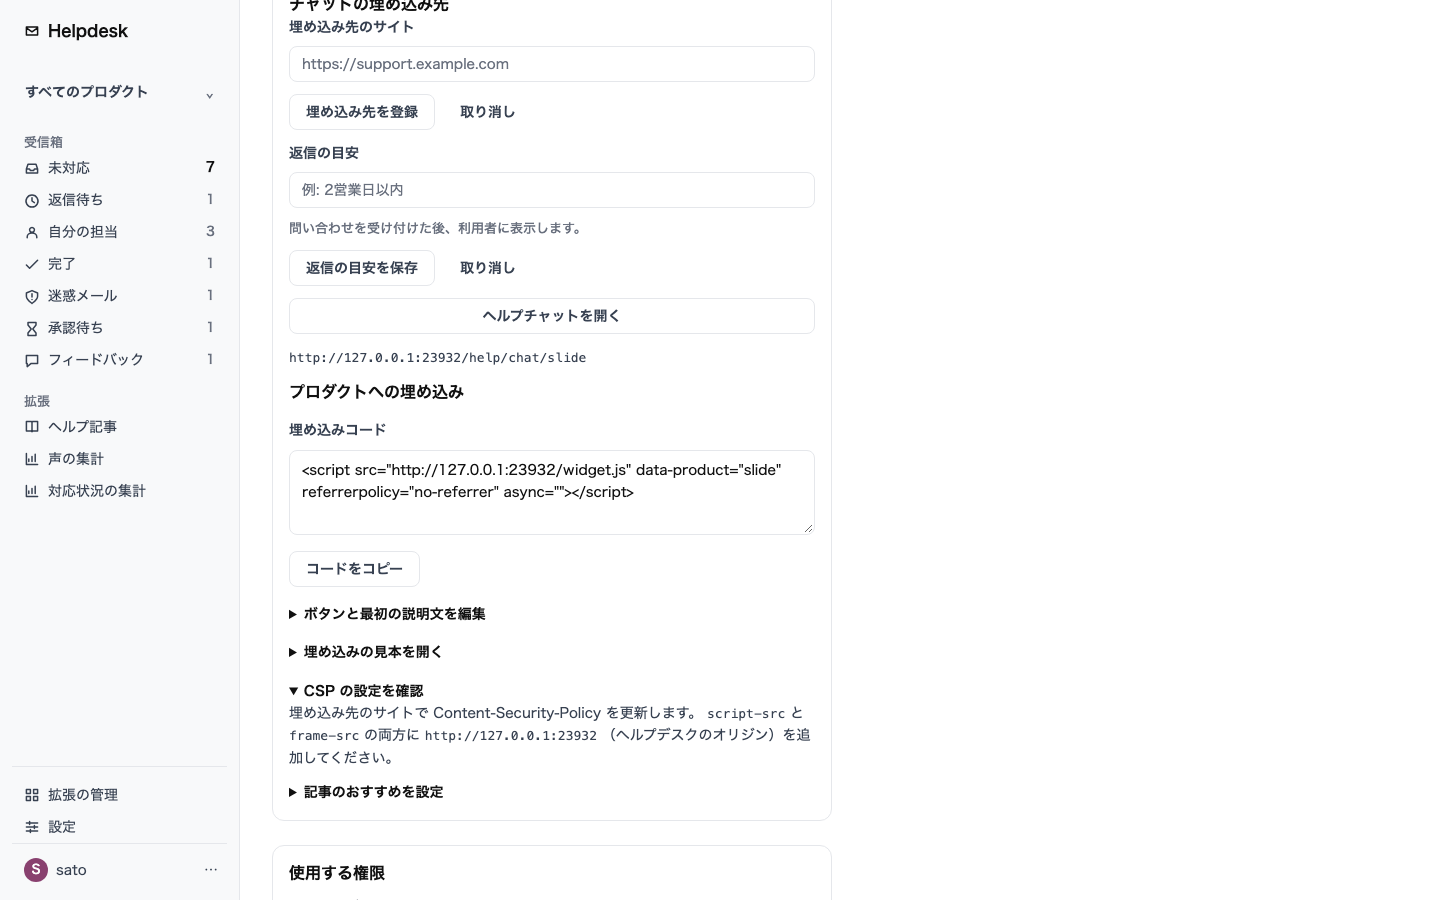 Helpdesk
すべてのプロダクト
受信箱
未対応 7
返信待ち 1
自分の担当 3
完了 1
迷惑メール 1
承認待ち 1
フィードバック 1
拡張
ヘルプ記事
声の集計
対応状況の集計
拡張の管理
設定
S sato
チャットの埋め込み先
埋め込み先のサイト
https://support.example.com
埋め込み先を登録 取り消し
返信の目安
例: 2営業日以内
問い合わせを受け付けた後、利用者に表示します。
返信の目安を保存 取り消し
ヘルプチャットを開く
http://127.0.0.1:23932/help/chat/slide
プロダクトへの埋め込み
埋め込みコード
<script src="http://127.0.0.1:23932/widget.js" data-product="slide"
referrerpolicy="no-referrer" async=""></script>
コードをコピー
▶ ボタンと最初の説明文を編集
▶ 埋め込みの見本を開く
▼ CSP の設定を確認
埋め込み先のサイトで Content-Security-Policy を更新します。 script-src と
frame-src の両方に http://127.0.0.1:23932 （ヘルプデスクのオリジン）を追
加してください。
▶ 記事のおすすめを設定
使用する権限